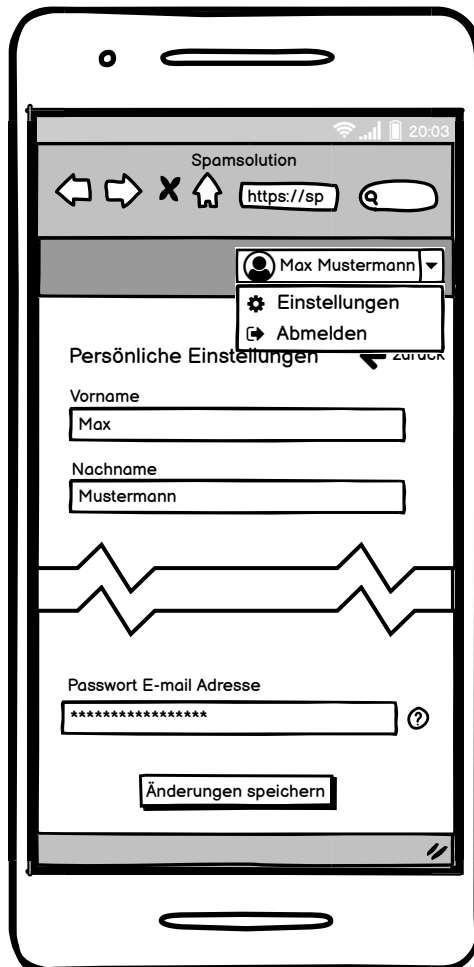 20:03
Spamsolution
https://sp
Max Mustermann
Einstellungen
Abmelden
Persönliche Einstellungen zurück
Vorname
Max
Nachname
Mustermann
Passwort E-mail Adresse
*****************
?
Änderungen speichern